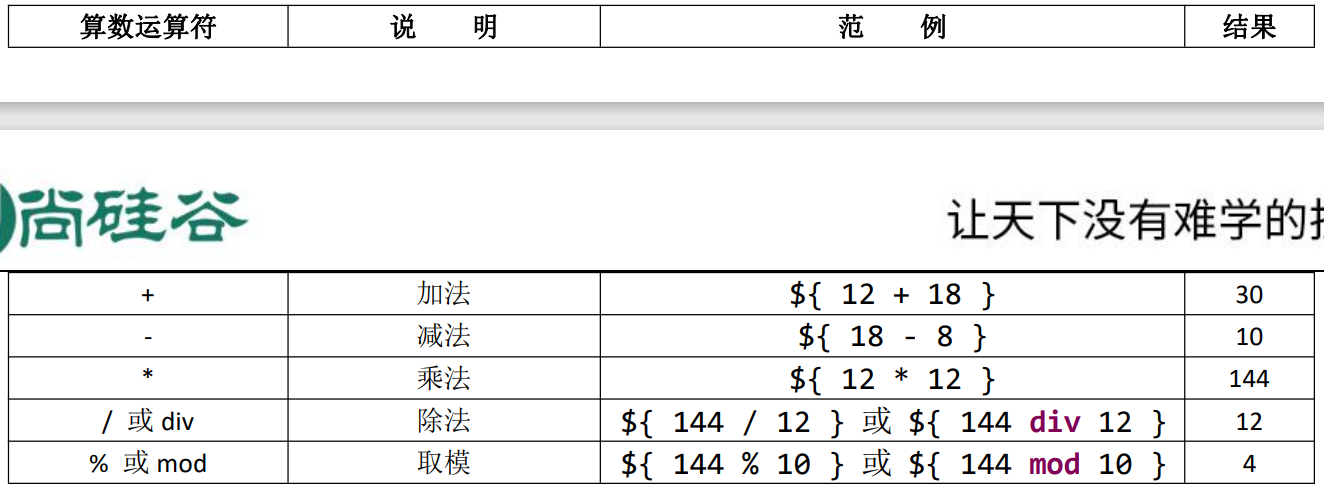 算数运算符 说 明 范 例 结果
尚硅谷 让天下没有难学的
+ 加法 ${ 12 + 18 } 30
- 减法 ${ 18 - 8 } 10
* 乘法 ${ 12 * 12 } 144
/ 或 div 除法 ${ 144 / 12 } 或 ${ 144 div 12 } 12
% 或 mod 取模 ${ 144 % 10 } 或 ${ 144 mod 10 } 4